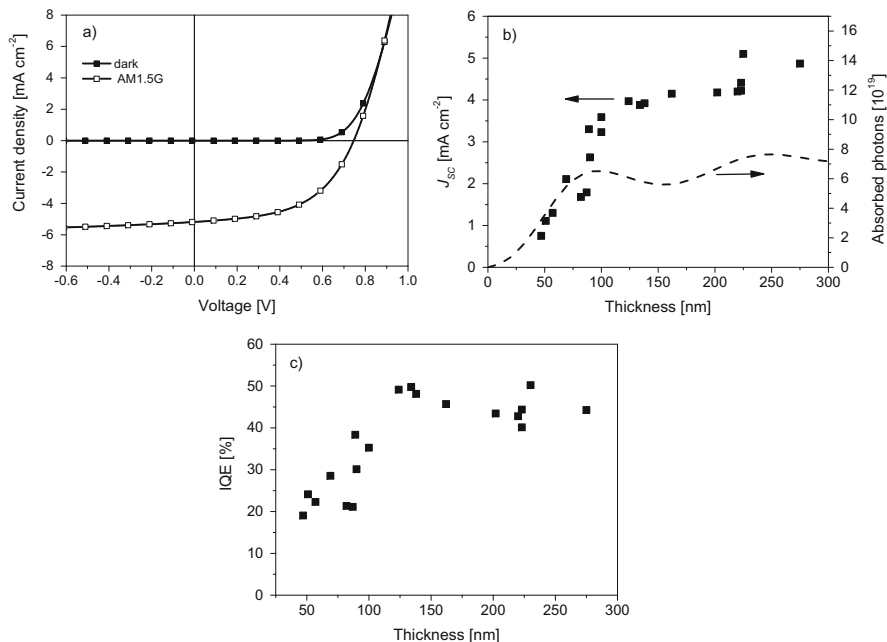 a)
dark
AM1.5G
Current density [mA cm⁻²]
8
6
4
2
0
-2
-4
-6
-8
-0.6 -0.4 -0.2 0.0 0.2 0.4 0.6 0.8 1.0
Voltage [V]
b)
J_SC [mA cm⁻²]
6
5
4
3
2
1
0
0 50 100 150 200 250 300
Thickness [nm]
17
16
14
12
10
8
6
4
2
0
Absorbed photons [10¹⁹]
c)
IQE [%]
60
50
40
30
20
10
0
50 100 150 200 250 300
Thickness [nm]